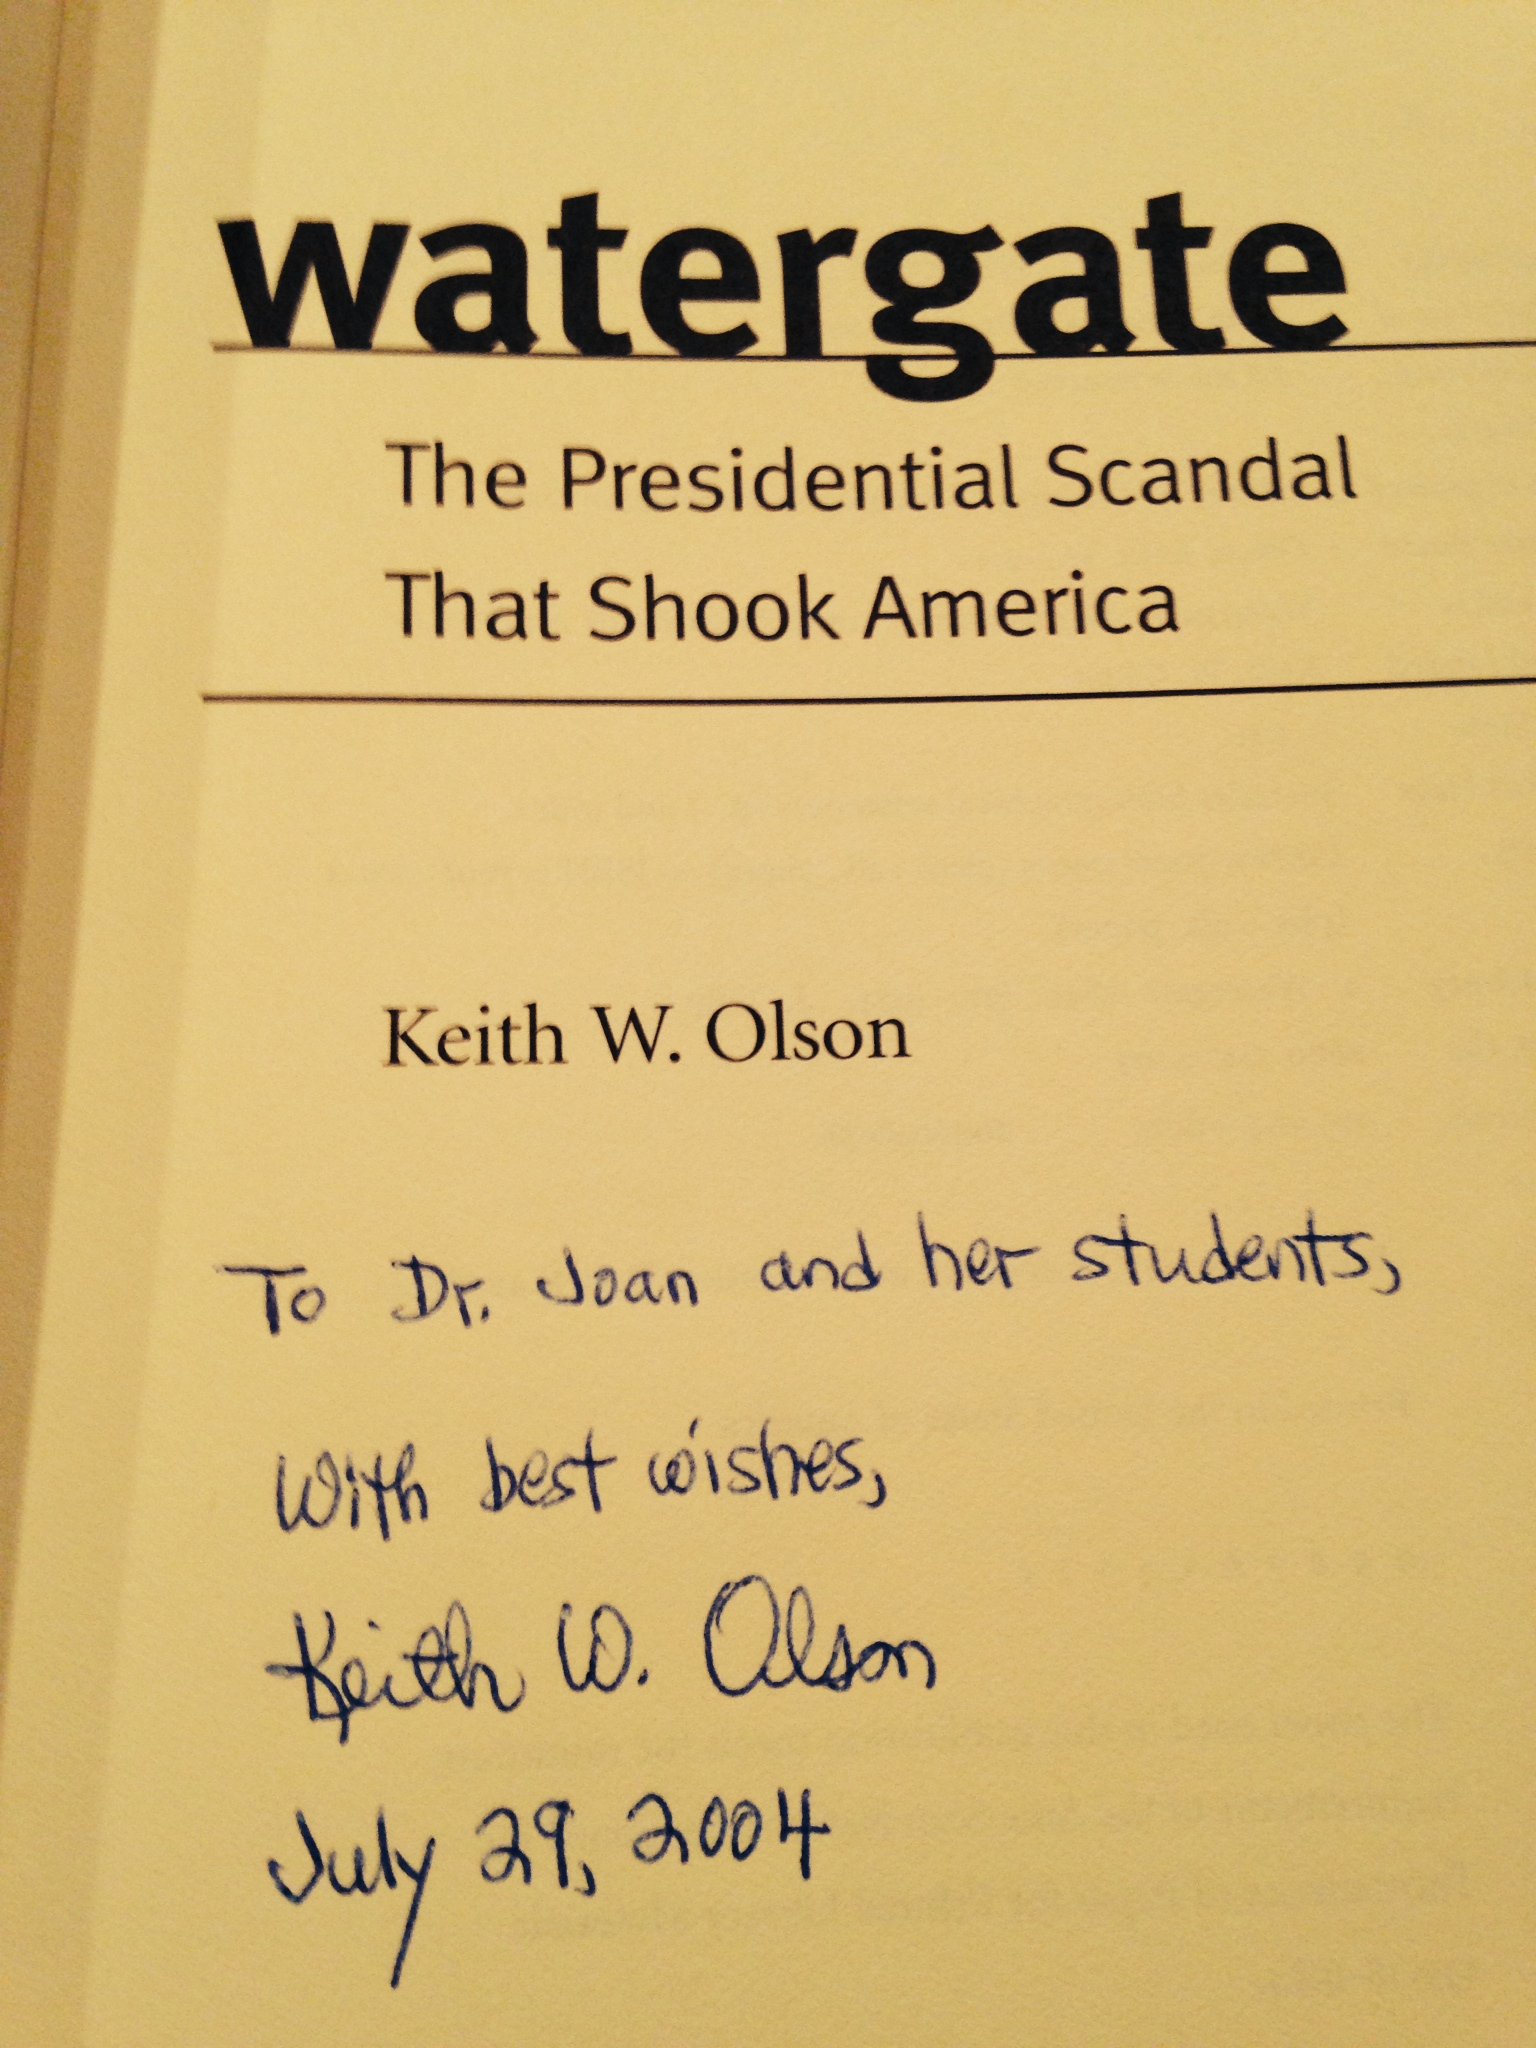 watergate
The Presidential Scandal
That Shook America
Keith W. Olson
To Dr. Joan and her students,
With best wishes,
Keith W. Olson
July 29, 2004